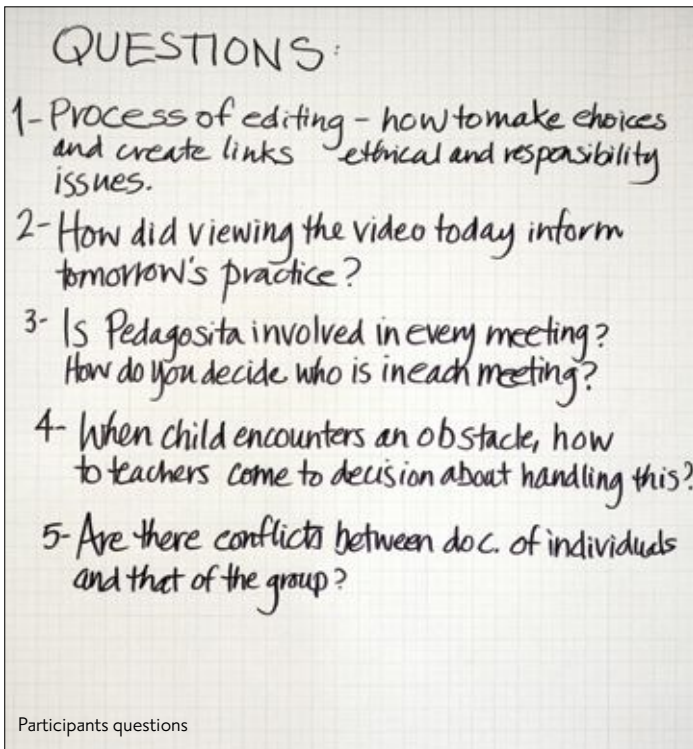 QUESTIONS:
1- Process of editing - how to make choices
and create links ethical and responsibility
issues.
2- How did viewing the video today inform
tomorrow's practice?
3- Is Pedagosita involved in every meeting?
How do you decide who is in each meeting?
4- When child encounters an obstacle, how
to teachers come to decision about handling this?
5- Are there conflicts between doc. of individuals
and that of the group?
Participants questions